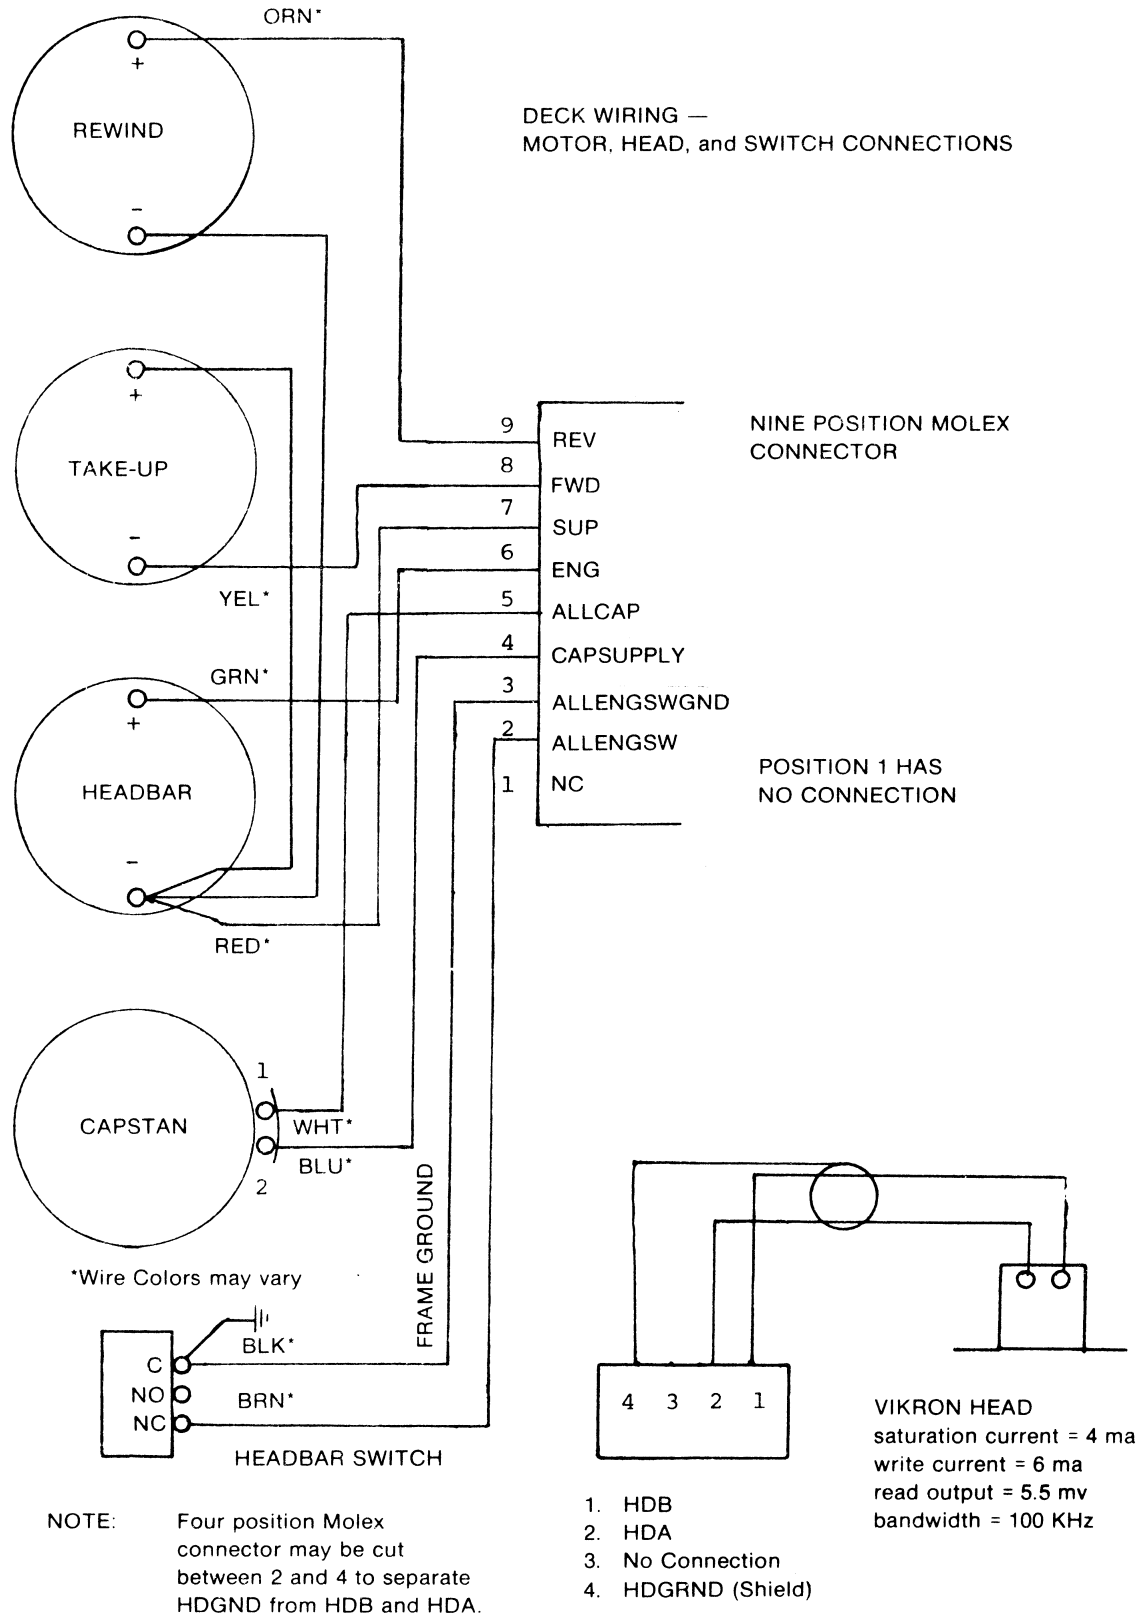 ORN*
+
REWIND
-
DECK WIRING —
MOTOR, HEAD, and SWITCH CONNECTIONS
+
TAKE-UP
-
YEL*
GRN*
+
HEADBAR
-
RED*
9 REV
8 FWD
7 SUP
6 ENG
5 ALLCAP
4 CAPSUPPLY
3 ALLENGSWGND
2 ALLENGSW
1 NC
NINE POSITION MOLEX
CONNECTOR
POSITION 1 HAS
NO CONNECTION
1
CAPSTAN
WHT*
BLU*
2
FRAME GROUND
*Wire Colors may vary
BLK*
C
NO
BRN*
NC
HEADBAR SWITCH
4 3 2 1
VIKRON HEAD
saturation current = 4 ma
write current = 6 ma
read output = 5.5 mv
bandwidth = 100 KHz
1. HDB
2. HDA
3. No Connection
4. HDGRND (Shield)
NOTE: Four position Molex
connector may be cut
between 2 and 4 to separate
HDGND from HDB and HDA.